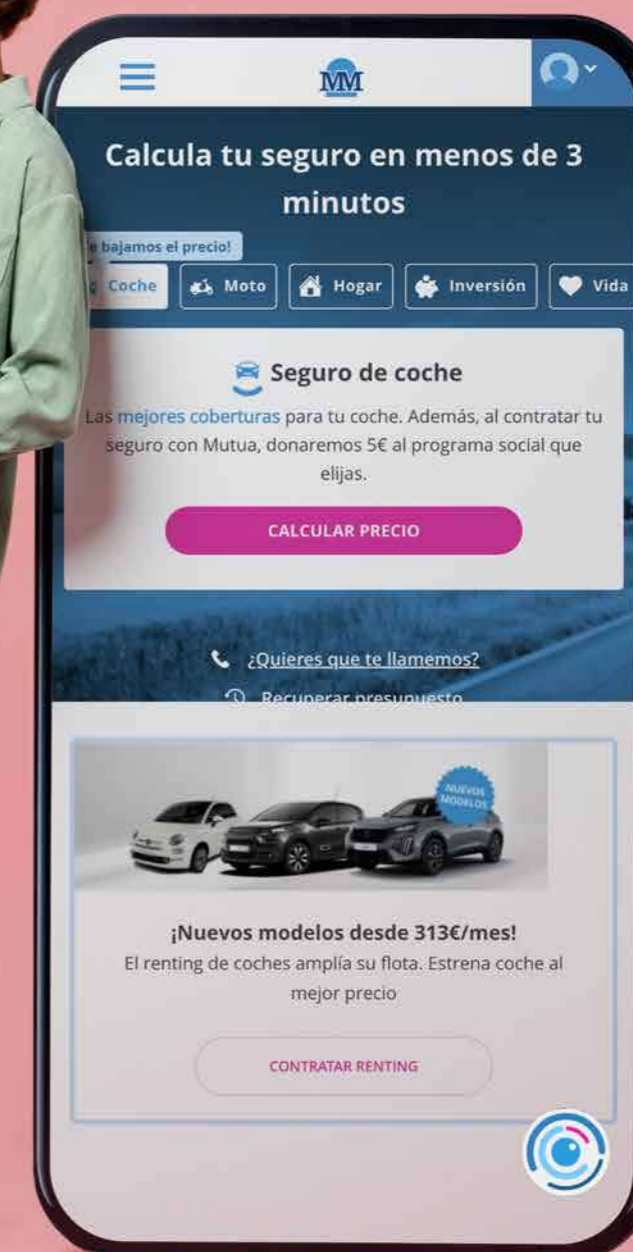 MM
Calcula tu seguro en menos de 3
minutos
e bajamos el precio!
Coche Moto Hogar Inversión Vida
Seguro de coche
Las mejores coberturas para tu coche. Además, al contratar tu
seguro con Mutua, donaremos 5€ al programa social que
elijas.
CALCULAR PRECIO
¿Quieres que te llamemos?
Recuperar presupuesto
NUEVOS
MODELOS
¡Nuevos modelos desde 313€/mes!
El renting de coches amplía su flota. Estrena coche al
mejor precio
CONTRATAR RENTING